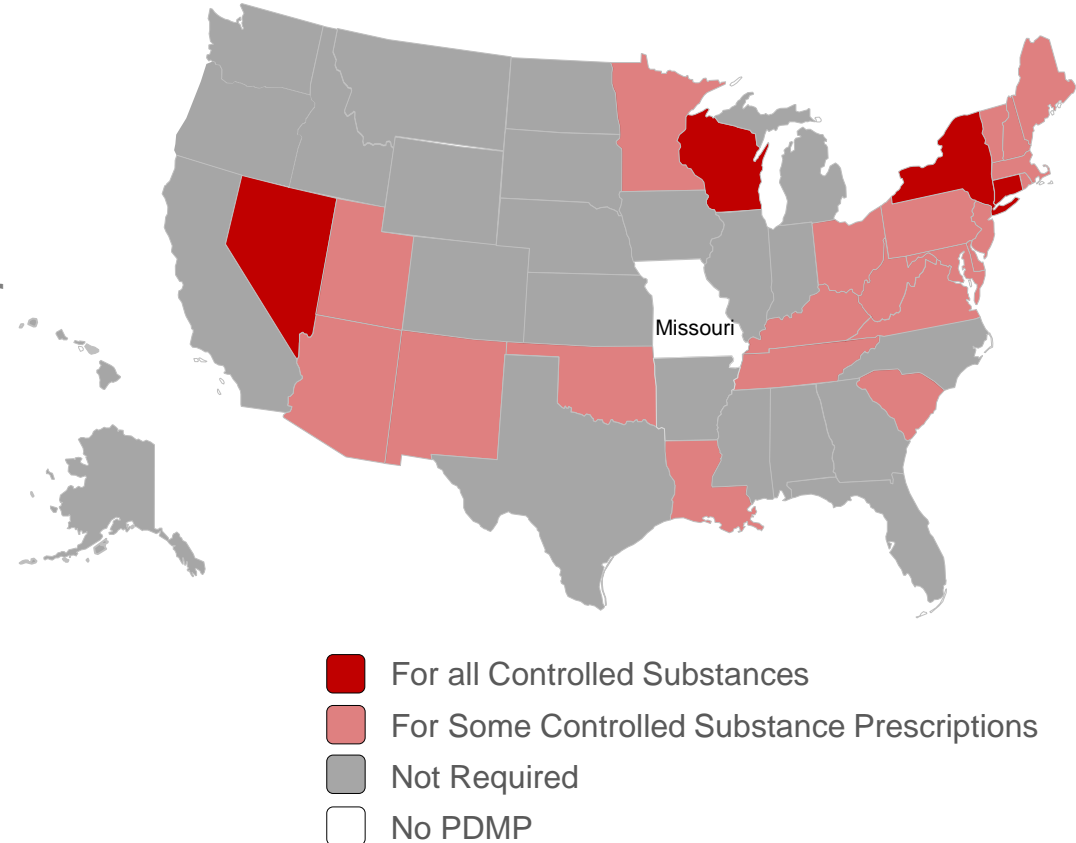 Missouri
For all Controlled Substances
For Some Controlled Substance Prescriptions
Not Required
No PDMP